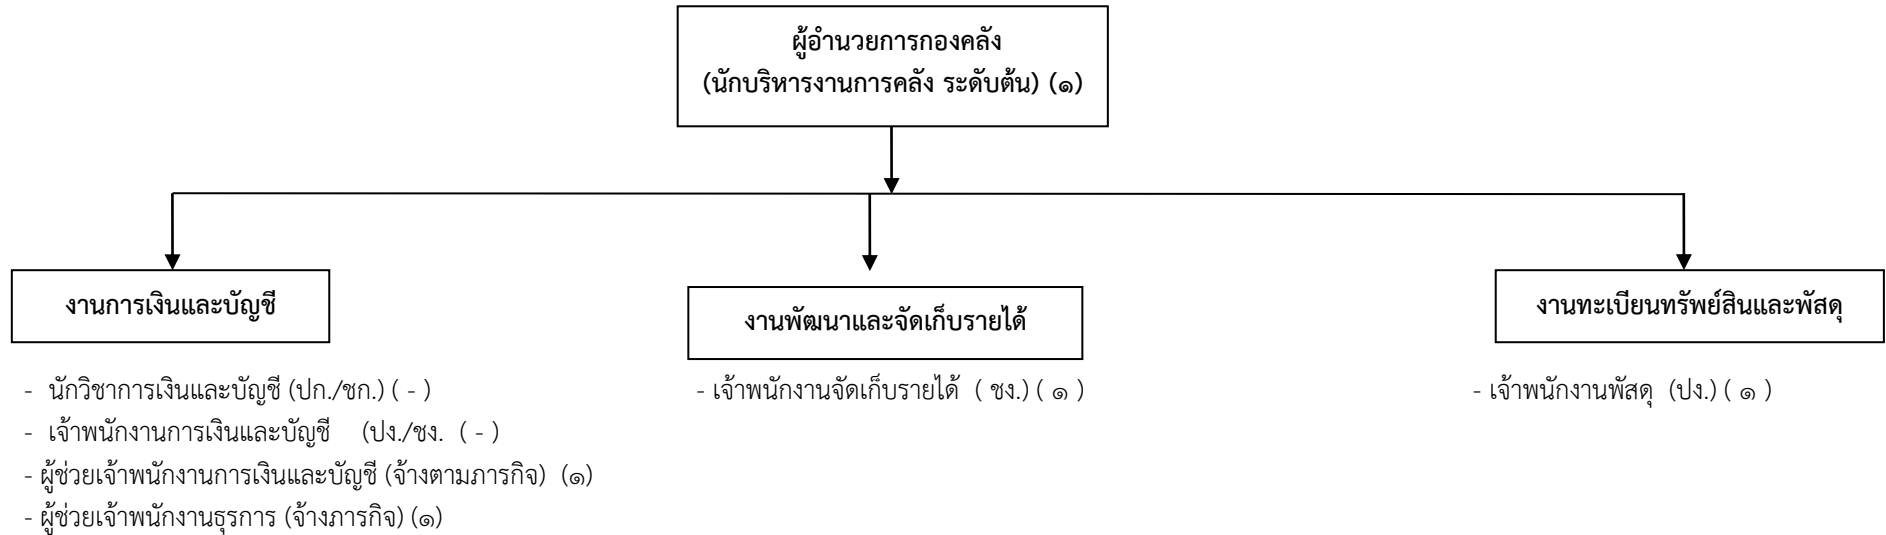 ผู้อำนวยการกองคลัง
(นักบริหารงานการคลัง ระดับต้น) (๑)
งานการเงินและบัญชี
งานพัฒนาและจัดเก็บรายได้
งานทะเบียนทรัพย์สินและพัสดุ
- นักวิชาการเงินและบัญชี (ปก./ชก.) ( - )
- เจ้าพนักงานการเงินและบัญชี (ปง./ชง. ( - )
- ผู้ช่วยเจ้าพนักงานการเงินและบัญชี (จ้างตามภารกิจ) (๑)
- ผู้ช่วยเจ้าพนักงานธุรการ (จ้างภารกิจ) (๑)
- เจ้าพนักงานจัดเก็บรายได้ ( ชง.) ( ๑ )
- เจ้าพนักงานพัสดุ (ปง.) ( ๑ )